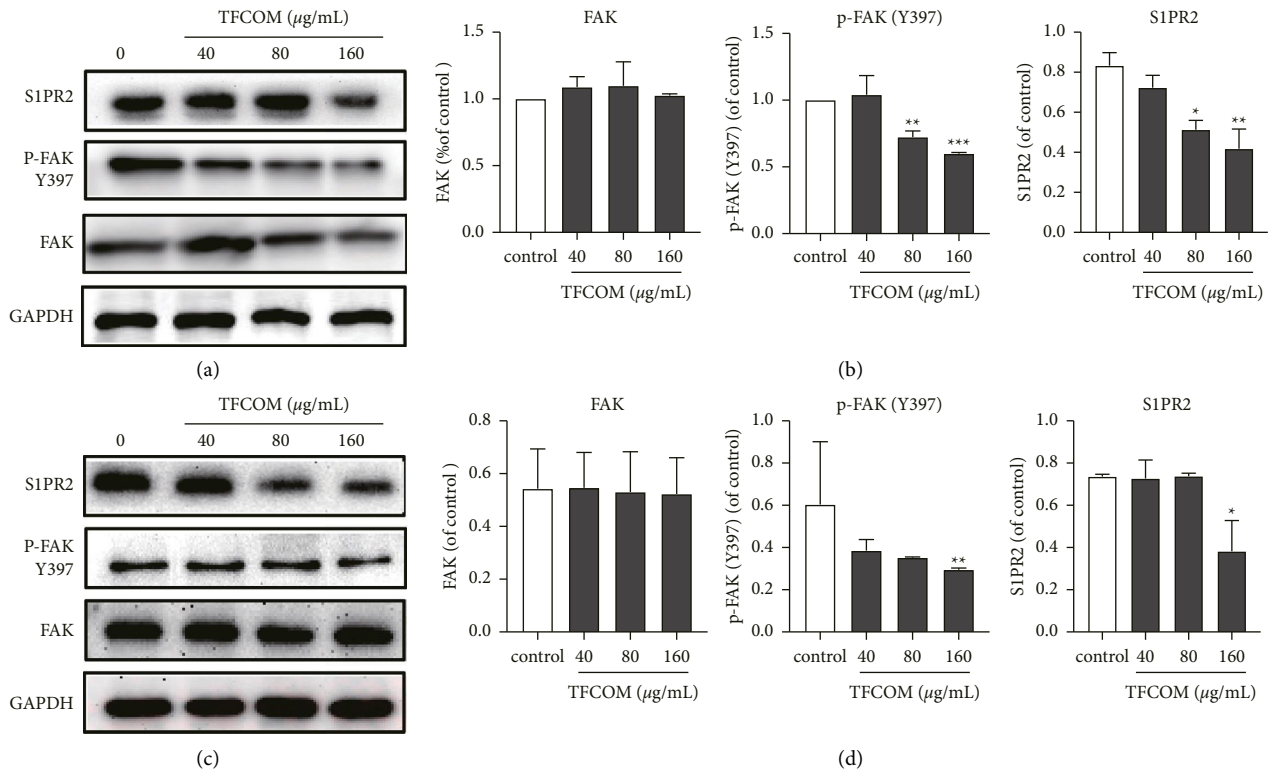 TFCOM (µg/mL)
0 40 80 160
S1PR2
P-FAK
Y397
FAK
GAPDH
(a)
FAK
FAK (%of control )
1.5
1.0
0.5
0.0
control 40 80 160
TFCOM (µg/mL)
p-FAK (Y397)
p-FAK (Y397) (of control)
1.5
1.0
0.5
0.0
** ***
control 40 80 160
TFCOM (µg/mL)
S1PR2
S1PR2 (of control)
1.0
0.8
0.6
0.4
0.2
0.0
* **
control 40 80 160
TFCOM (µg/mL)
(b)
TFCOM (µg/mL)
0 40 80 160
S1PR2
P-FAK
Y397
FAK
GAPDH
(c)
FAK
FAK (of control )
0.8
0.6
0.4
0.2
0.0
control 40 80 160
TFCOM (µg/mL)
p-FAK (Y397)
p-FAK (Y397) (of control)
1.0
0.8
0.6
0.4
0.2
0.0
**
control 40 80 160
TFCOM (µg/mL)
S1PR2
S1PR2 (of control)
1.0
0.8
0.6
0.4
0.2
0.0
*
control 40 80 160
TFCOM (µg/mL)
(d)